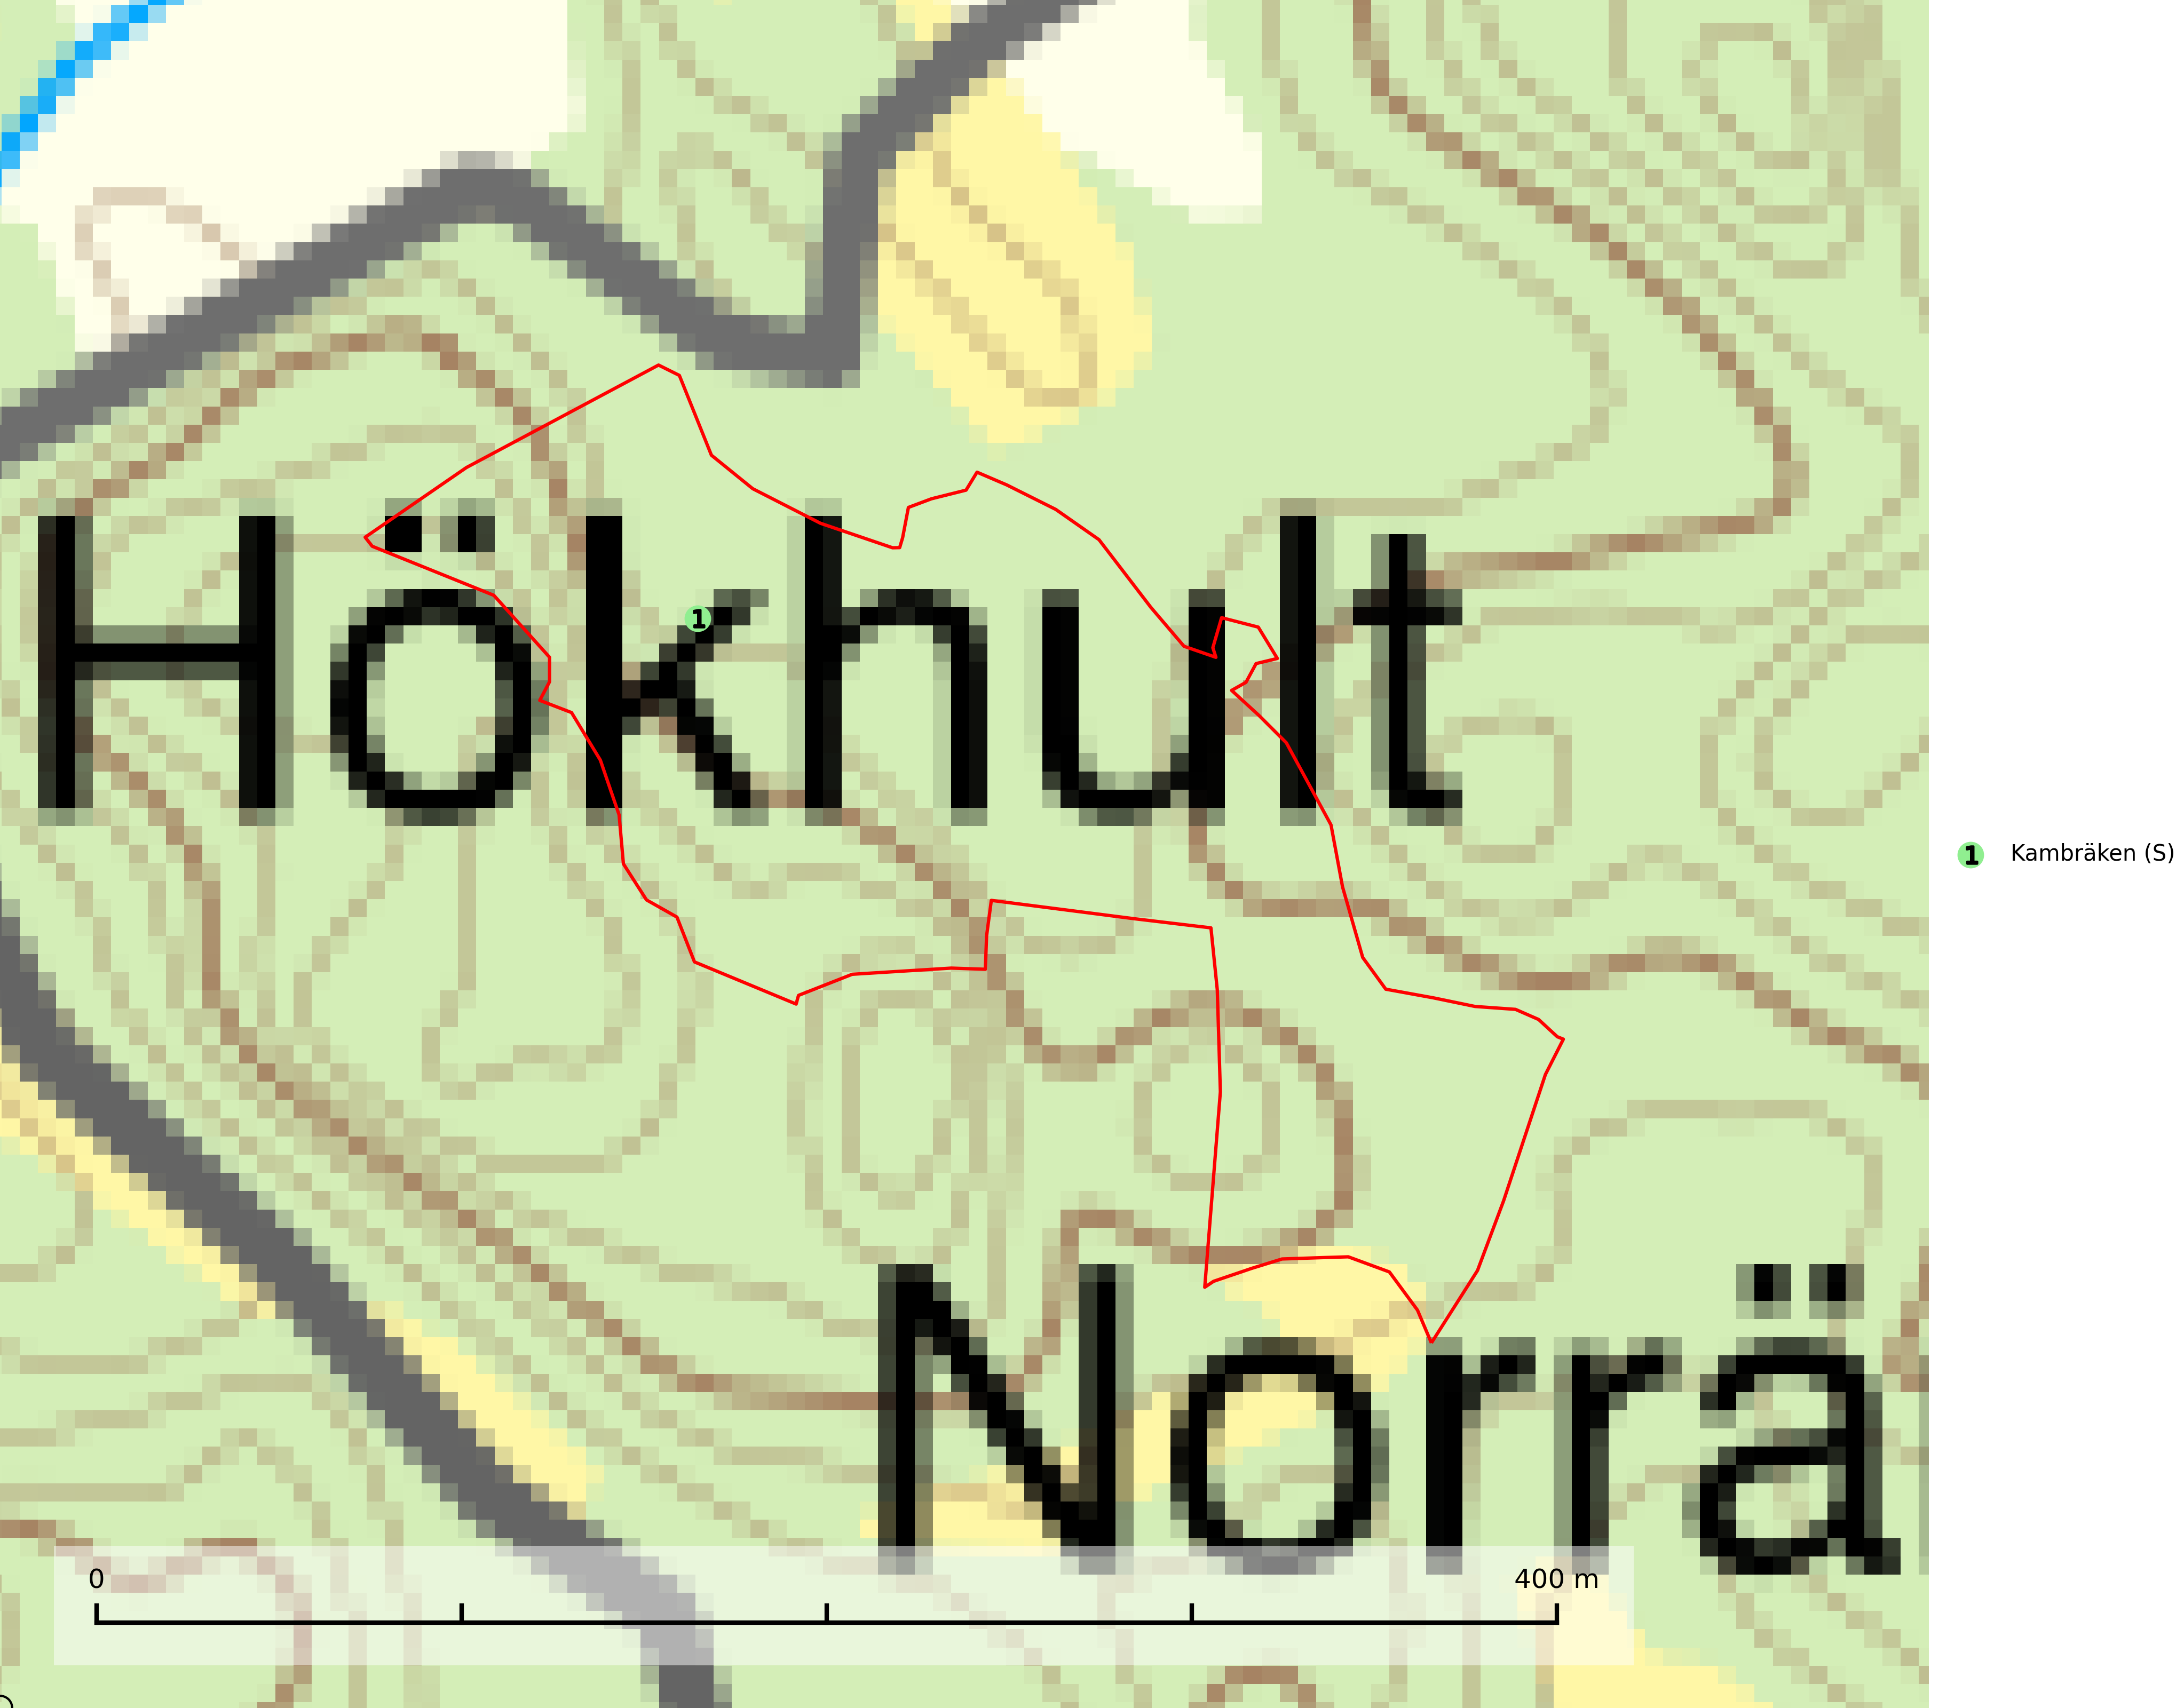 Hökhult
1
1 Kambräken (S)
Norrä
0 400 m